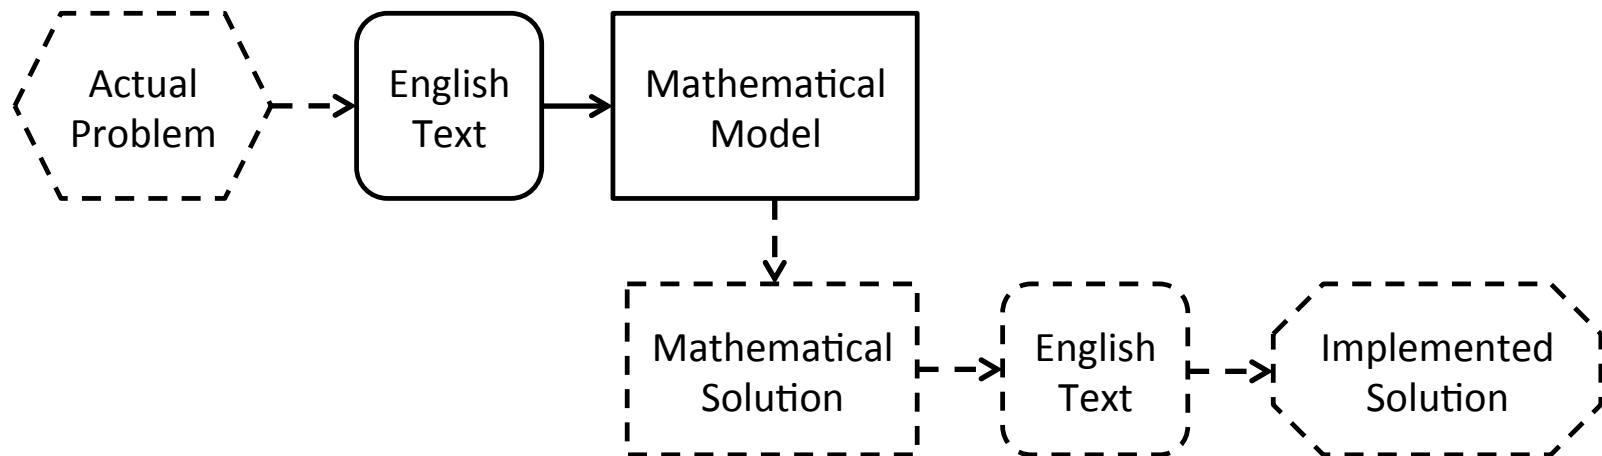 Actual
Problem
English
Text
Mathematical
Model
Mathematical
Solution
English
Text
Implemented
Solution